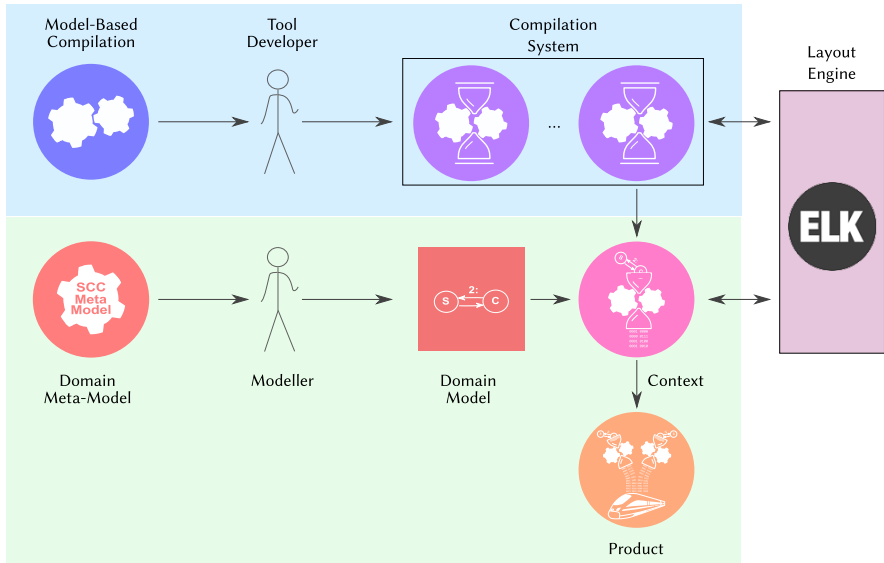 Model-Based
Compilation
Tool
Developer
Compilation
System
Layout
Engine
...
ELK
SCC
Meta
Model
2:
S
C
Domain
Meta-Model
Modeller
Domain
Model
Context
Product